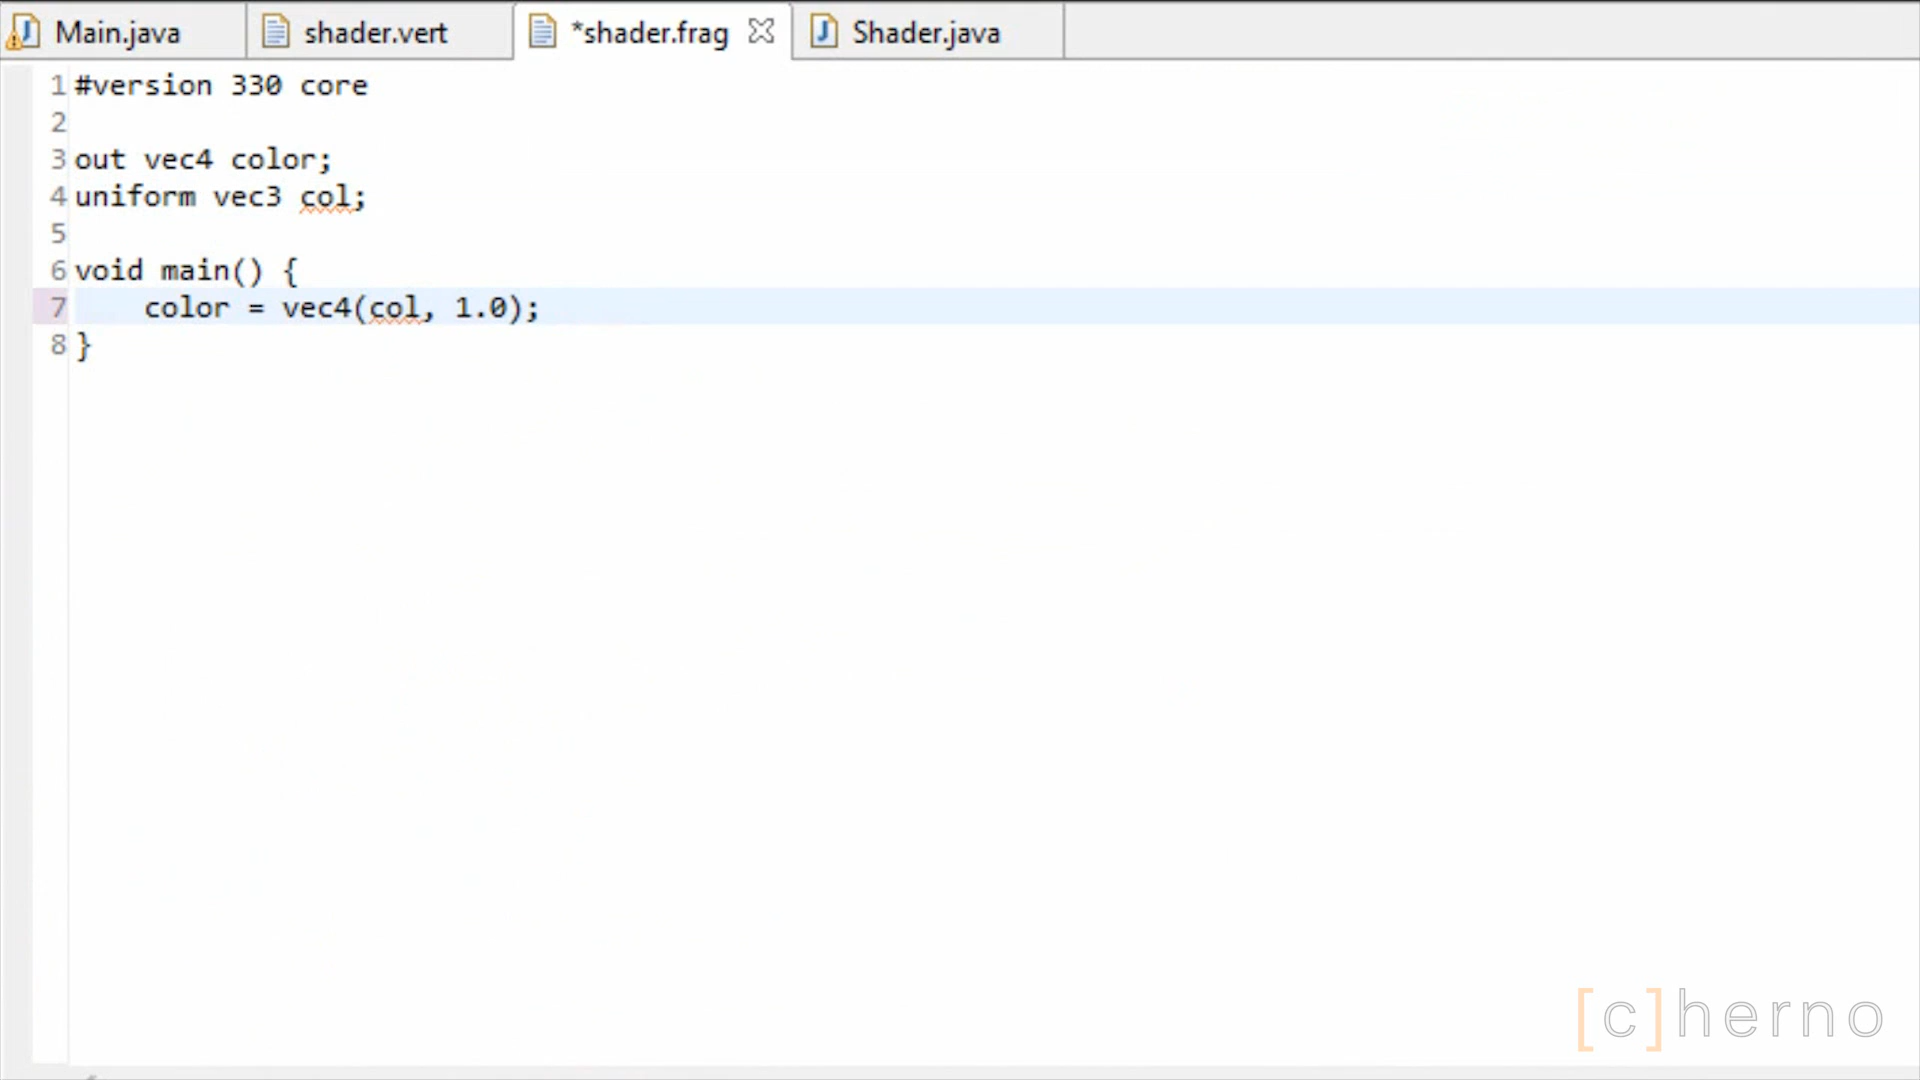 Main.java shader.vert *shader.frag Shader.java
1 #version 330 core
2
3 out vec4 color;
4 uniform vec3 col;
5
6 void main() {
7     color = vec4(col, 1.0);
8 }
[c]herno